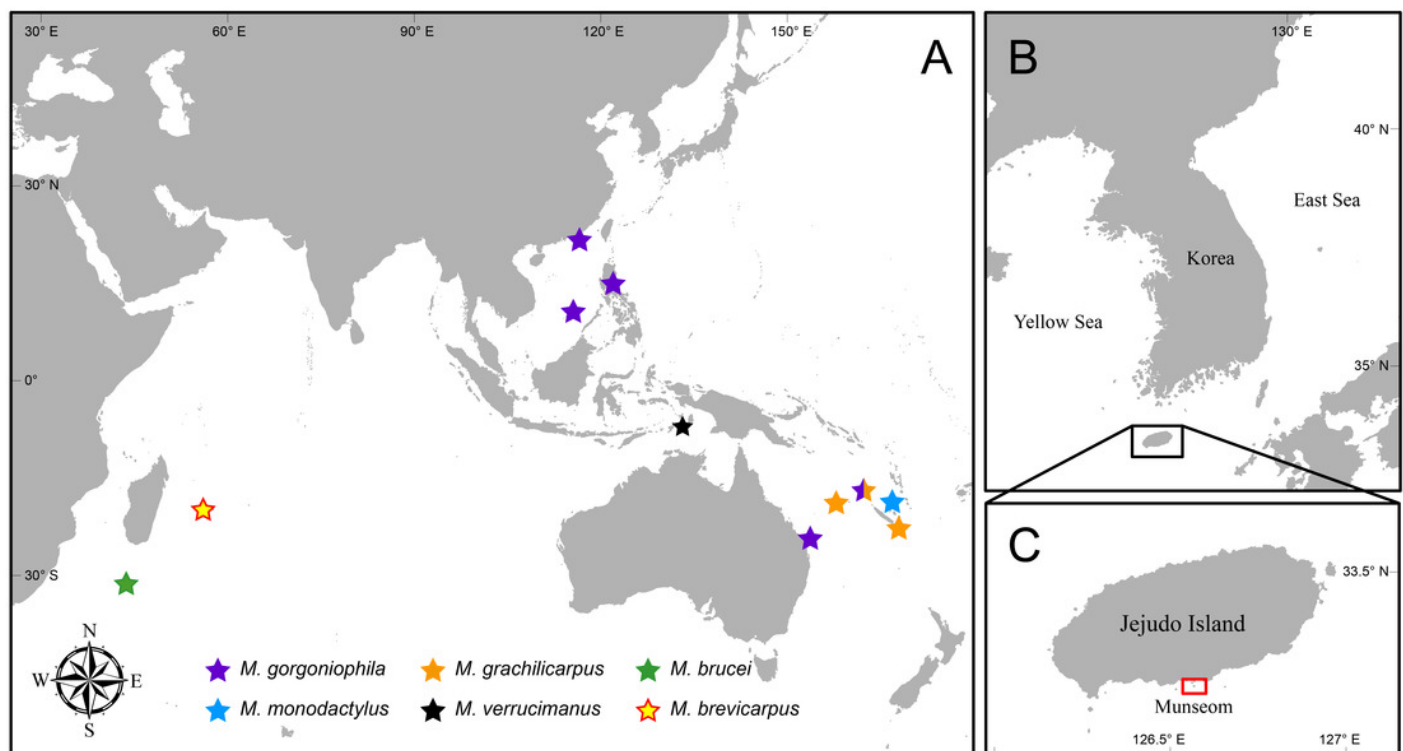 30° E
60° E
90° E
120° E
150° E
A
30° N
0°
30° S
N
W
E
S
M. gorgoniophila
M. grachilicarpus
M. brucei
M. monodactylus
M. verrucimanus
M. brevicarpus
130° E
B
40° N
East Sea
Korea
Yellow Sea
35° N
C
33.5° N
Jejudo Island
Munseom
126.5° E
127° E